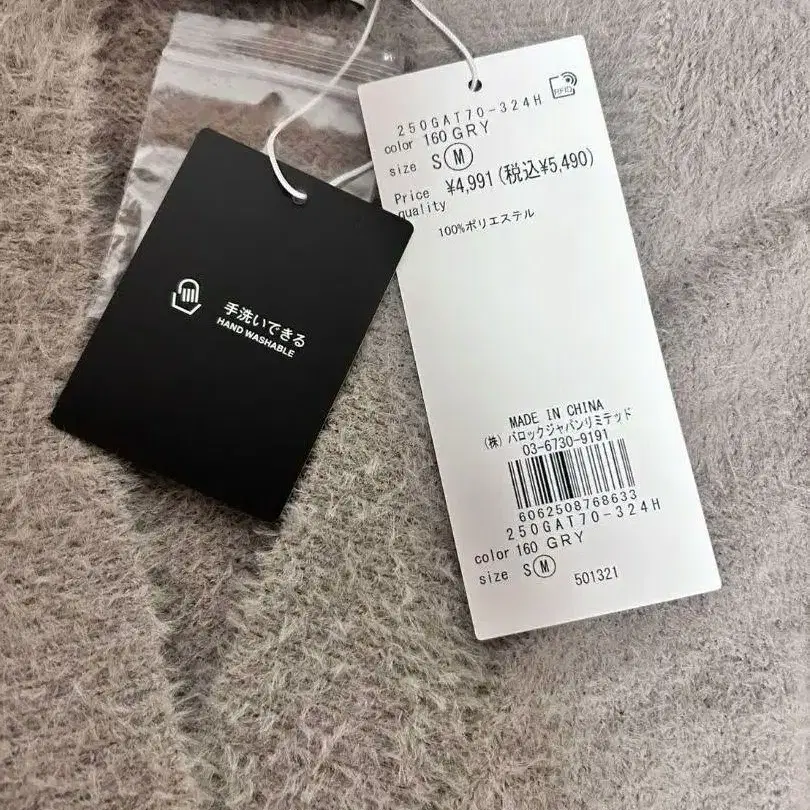 手洗いできる
HAND WASHABLE
RFID
250GAT70-324H
color 160 GRY
size S M
Price ¥4,991(税込¥5,490)
quality
100%ポリエステル
MADE IN CHINA
(株) バロックジャパンリミテッド
03-6730-9191
6062508768633
250GAT70-324H
color 160 GRY
size S M
501321